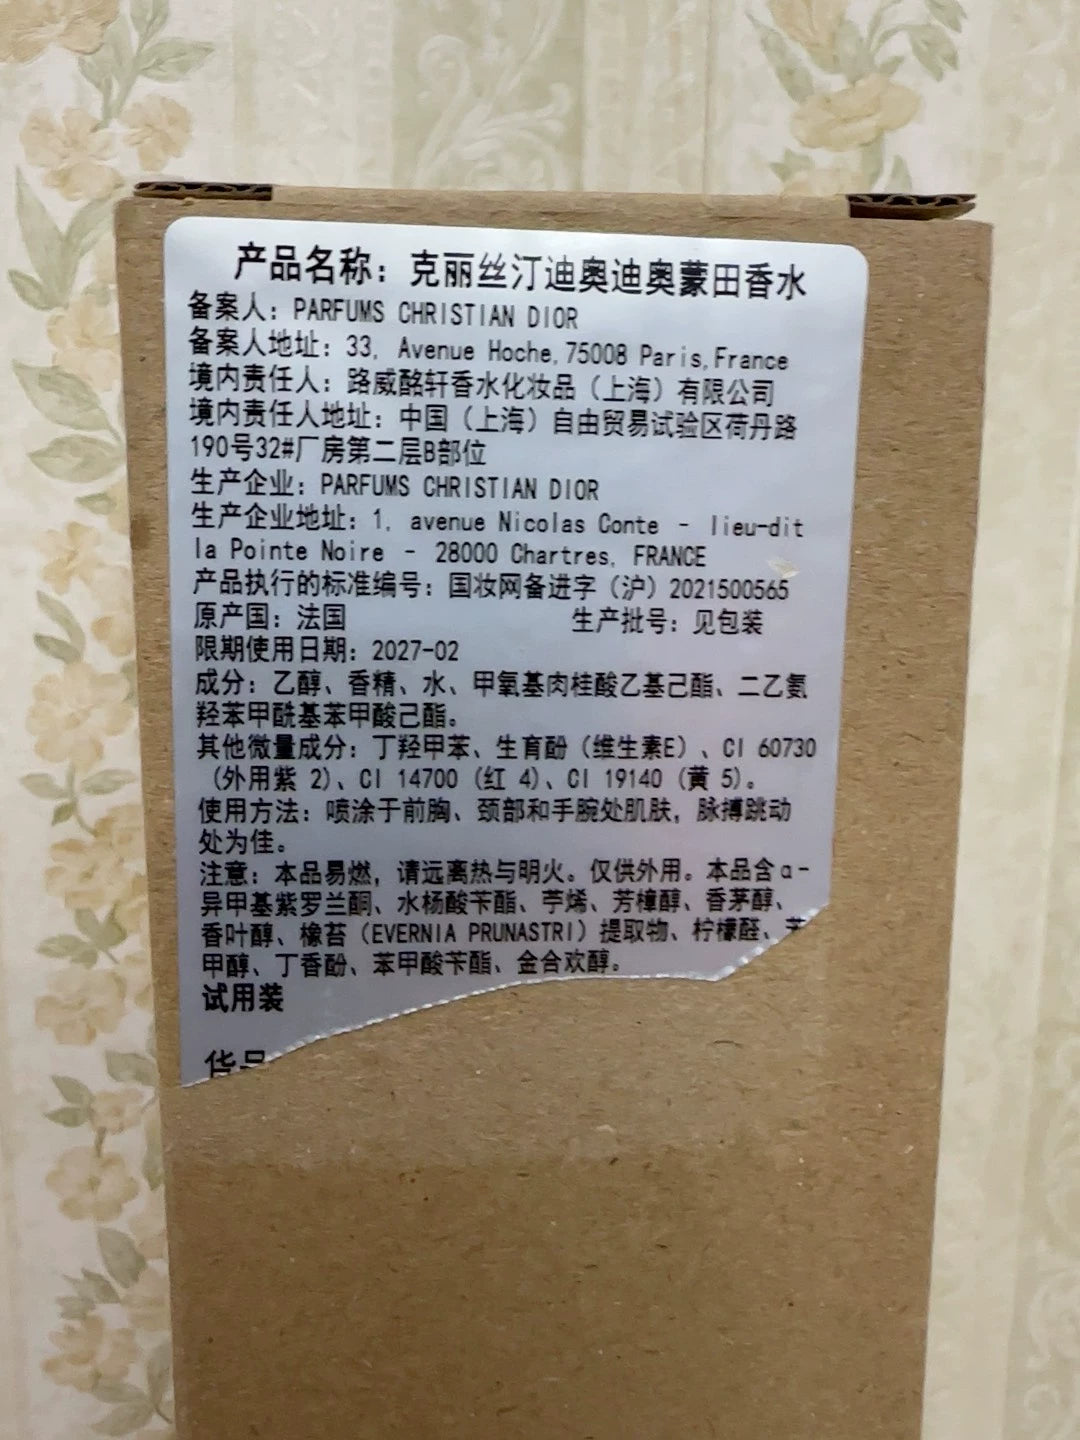 产品名称：克丽丝汀迪奥迪奥蒙田香水
备案人：PARFUMS CHRISTIAN DIOR
备案人地址：33, Avenue Hoche,75008 Paris,France
境内责任人：路威酩轩香水化妆品（上海）有限公司
境内责任人地址：中国（上海）自由贸易试验区荷丹路
190号32#厂房第二层B部位
生产企业：PARFUMS CHRISTIAN DIOR
生产企业地址：1, avenue Nicolas Conte - lieu-dit
la Pointe Noire - 28000 Chartres, FRANCE
产品执行的标准编号：国妆网备进字（沪）2021500565
原产国：法国 生产批号：见包装
限期使用日期：2027-02
成分：乙醇、香精、水、甲氧基肉桂酸乙基己酯、二乙氨
羟苯甲酰基苯甲酸己酯。
其他微量成分：丁羟甲苯、生育酚（维生素E）、CI 60730
（外用紫 2）、CI 14700（红 4）、CI 19140（黄 5）。
使用方法：喷涂于前胸、颈部和手腕处肌肤，脉搏跳动
处为佳。
注意：本品易燃，请远离热与明火。仅供外用。本品含α-
异甲基紫罗兰酮、水杨酸苄酯、苧烯、芳樟醇、香茅醇、
香叶醇、橡苔（EVERNIA PRUNASTRI）提取物、柠檬醛、
甲醇、丁香酚、苯甲酸苄酯、金合欢醇。
试用装
货号